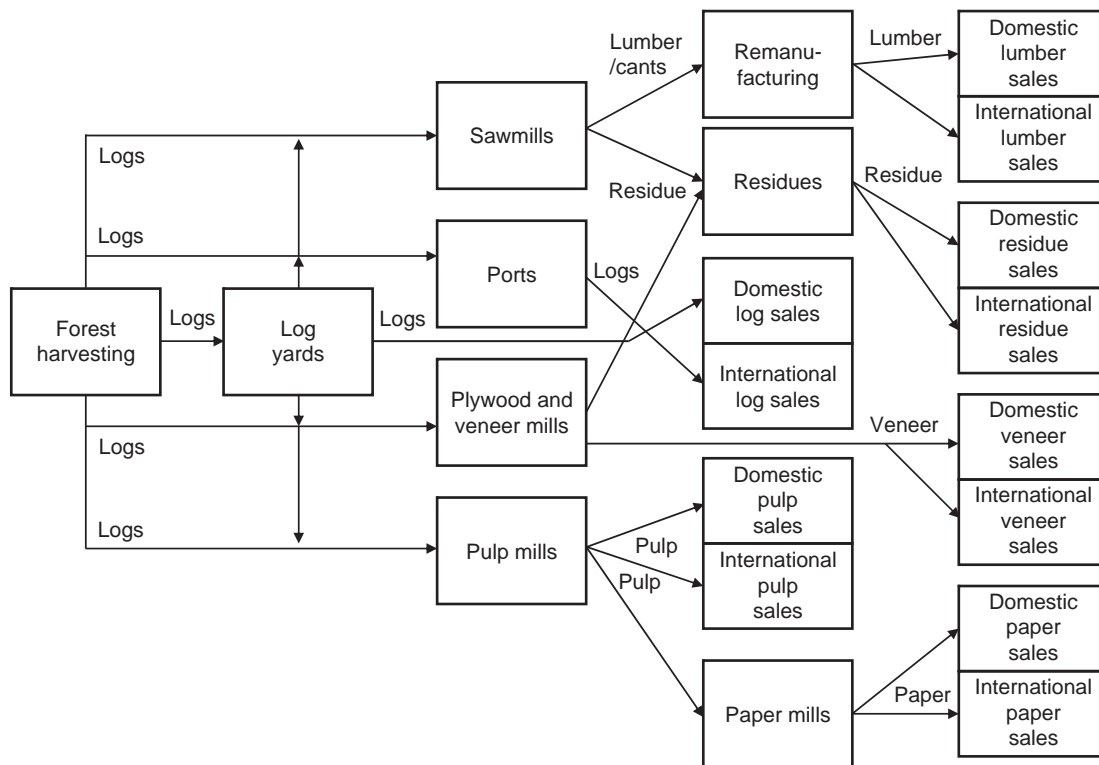 Forest
harvesting
Logs
Logs
Logs
Logs
Logs
Log
yards
Logs
Sawmills
Ports
Plywood and
veneer mills
Pulp mills
Lumber
/cants
Residue
Logs
Pulp
Pulp
Remanu-
facturing
Residues
Domestic
log sales
International
log sales
Domestic
pulp
sales
International
pulp
sales
Paper mills
Lumber
Residue
Veneer
Paper
Domestic
lumber
sales
International
lumber
sales
Domestic
residue
sales
International
residue
sales
Domestic
veneer
sales
International
veneer
sales
Domestic
paper
sales
International
paper
sales